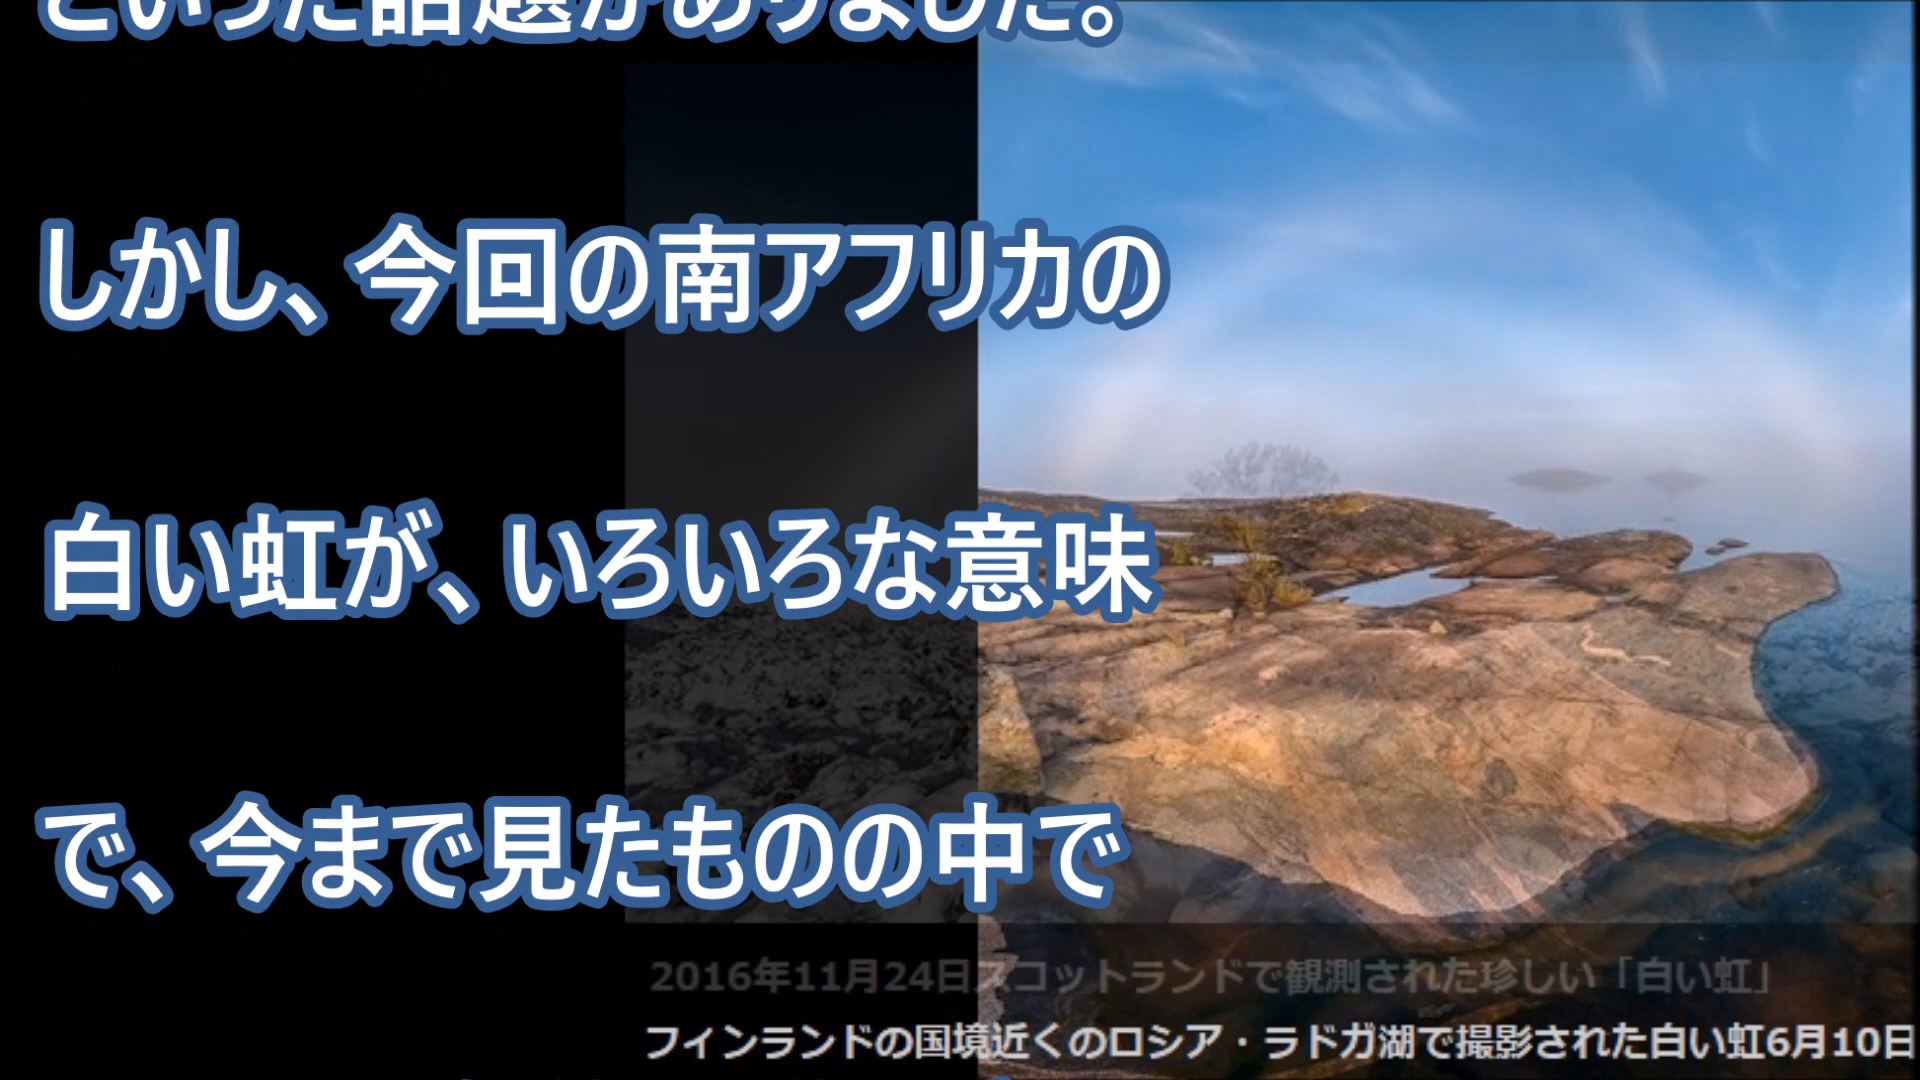 といった話題がありました。
しかし、今回の南アフリカの
白い虹が、いろいろな意味
で、今まで見たものの中で
2016年11月24日スコットランドで観測された珍しい「白い虹」
フィンランドの国境近くのロシア・ラドガ湖で撮影された白い虹6月10日